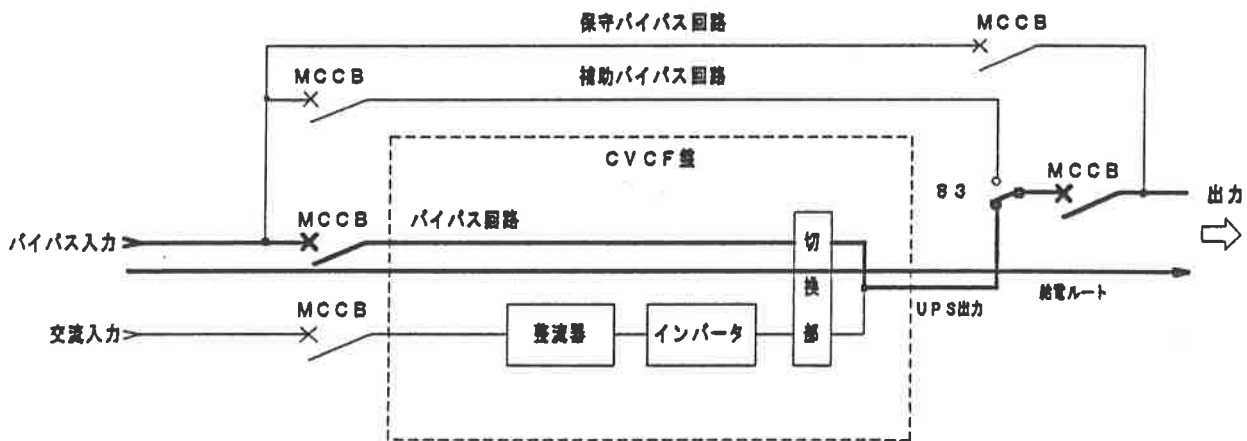 保守バイパス回路
MCCB
MCCB
補助バイパス回路
CVCF盤
83
MCCB
出力
MCCB
バイパス回路
バイパス入力
切換部
給電ルート
UPS出力
MCCB
交流入力
整流器
インバータ